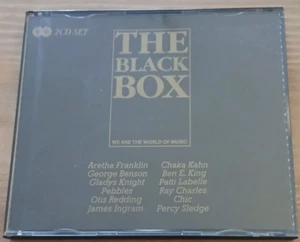 2CD SET
THE
BLACK
BOX
WE ARE THE WORLD OF MUSIC
Aretha Franklin Chaka Kahn
George Benson Ben E. King
Gladys Knight Patti Labelle
Pebbles Ray Charles
Otis Redding Chic
James Ingram Percy Sledge